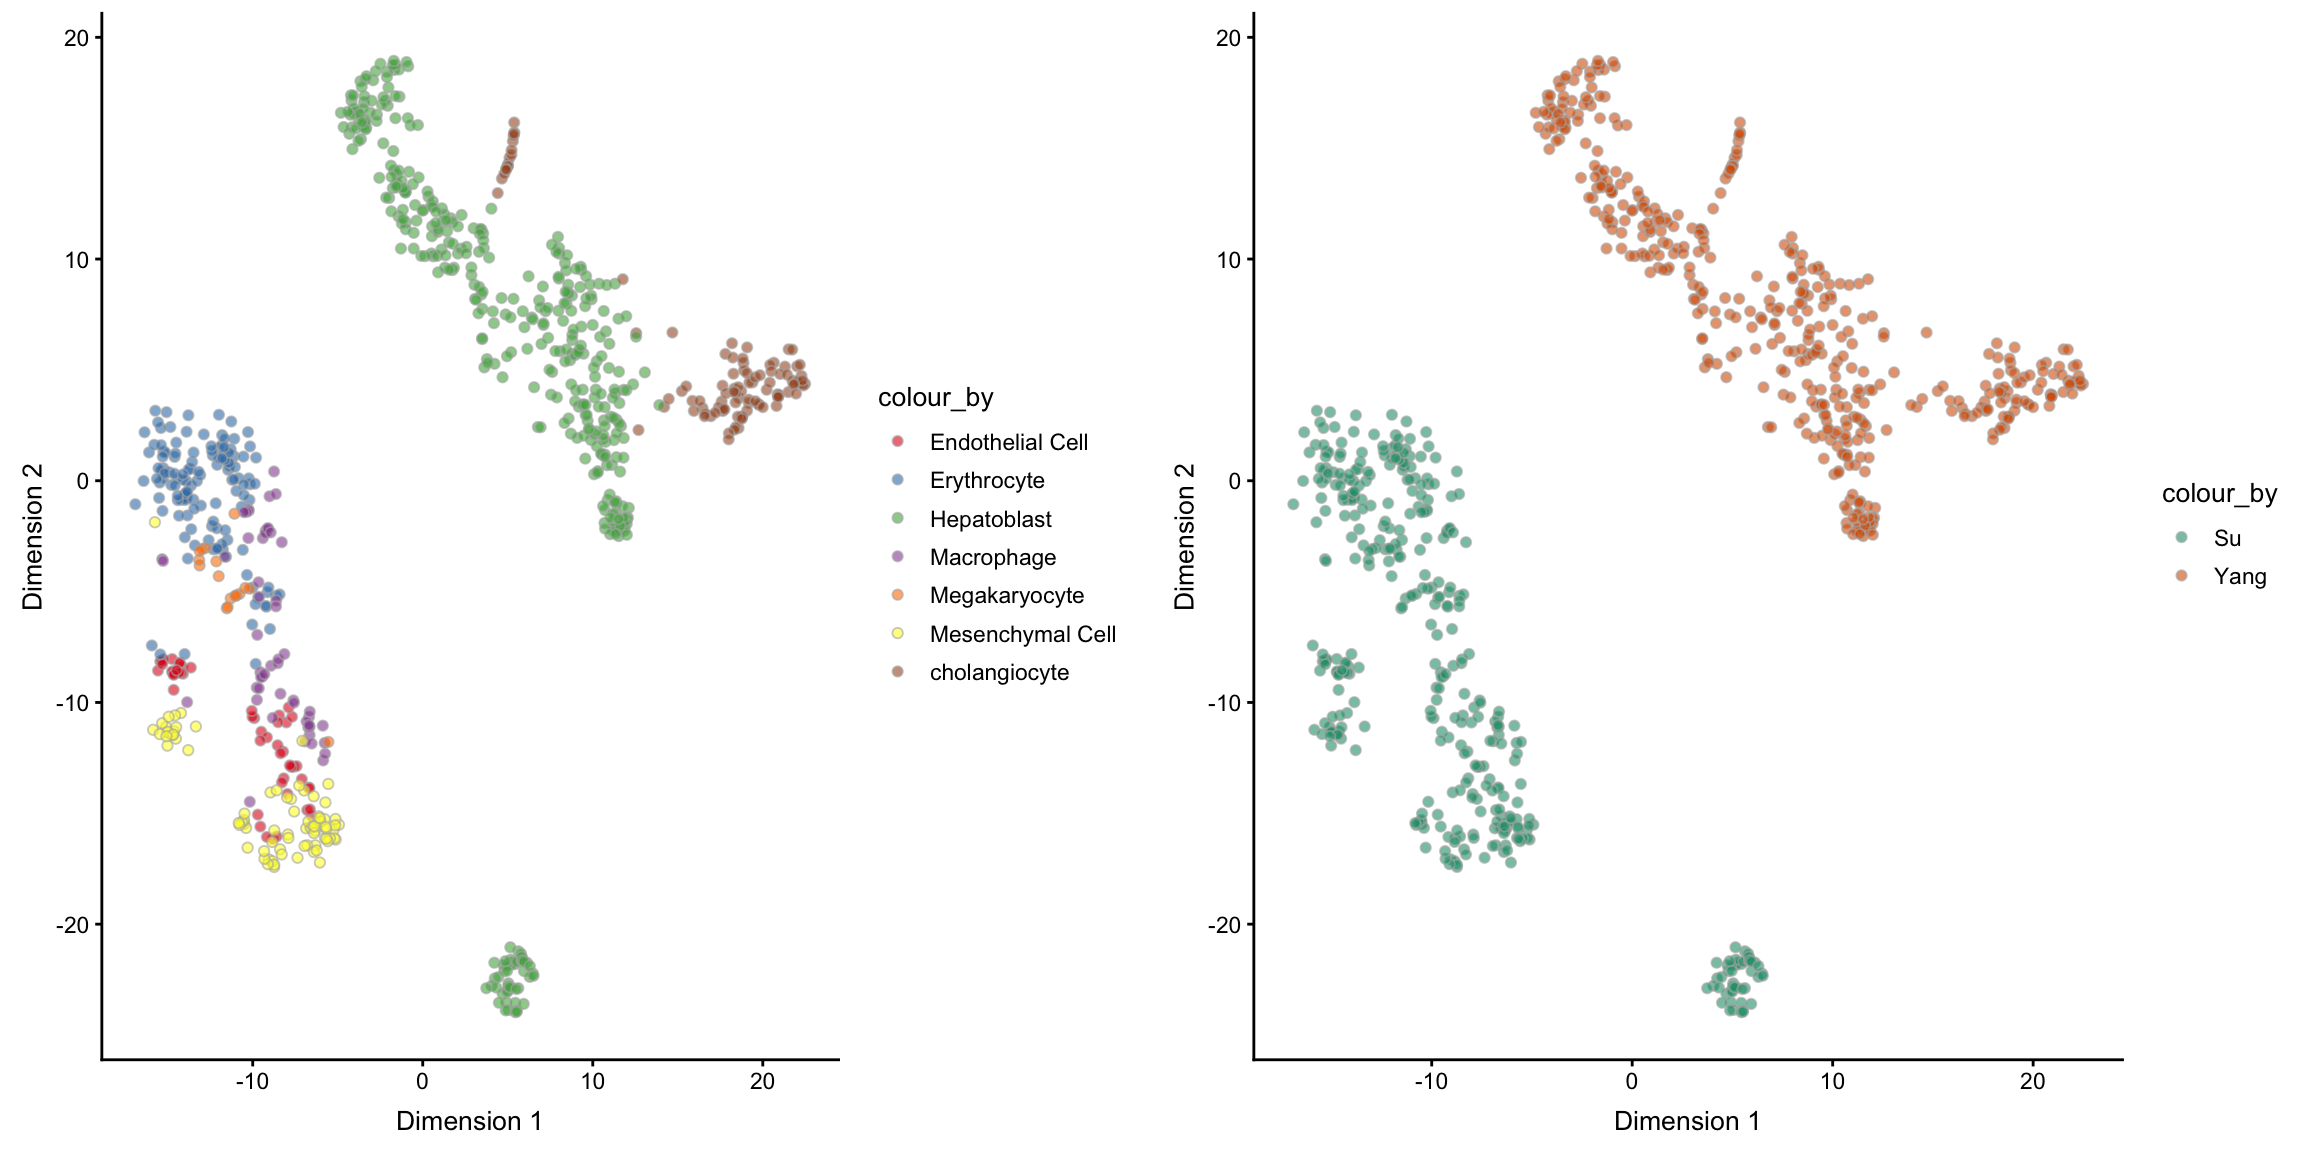 20
10
0
-10
-20
Dimension 2
-10
0
10
20
Dimension 1
colour_by
Endothelial Cell
Erythrocyte
Hepatoblast
Macrophage
Megakaryocyte
Mesenchymal Cell
cholangiocyte
20
10
0
-10
-20
Dimension 2
-10
0
10
20
Dimension 1
colour_by
Su
Yang